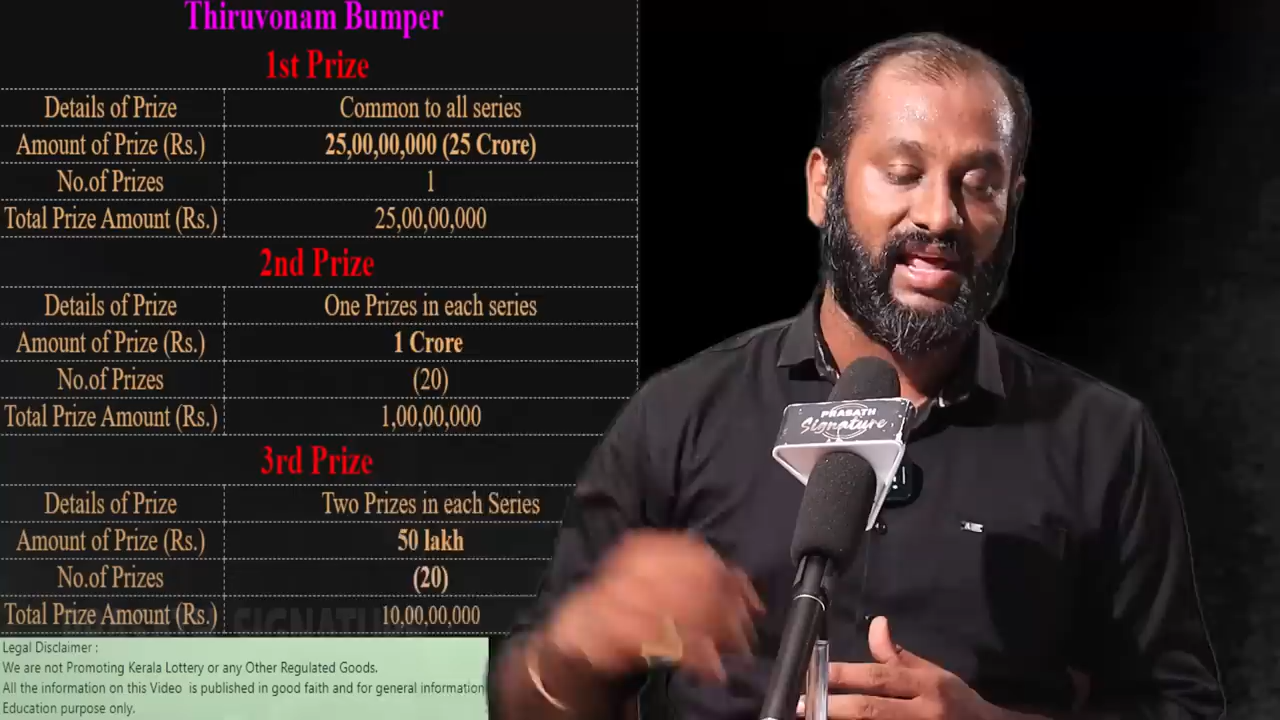 Thiruvonam Bumper
1st Prize
Details of Prize Common to all series
Amount of Prize (Rs.) 25,00,00,000 (25 Crore)
No.of Prizes 1
Total Prize Amount (Rs.) 25,00,00,000
2nd Prize
Details of Prize One Prizes in each series
Amount of Prize (Rs.) 1 Crore
No.of Prizes (20)
Total Prize Amount (Rs.) 1,00,00,000
3rd Prize
Details of Prize Two Prizes in each Series
Amount of Prize (Rs.) 50 lakh
No.of Prizes (20)
Total Prize Amount (Rs.) 10,00,00,000
Legal Disclaimer :
We are not Promoting Kerala Lottery or any Other Regulated Goods.
All the information on this Video is published in good faith and for general information
Education purpose only.
PRABATH
Signature